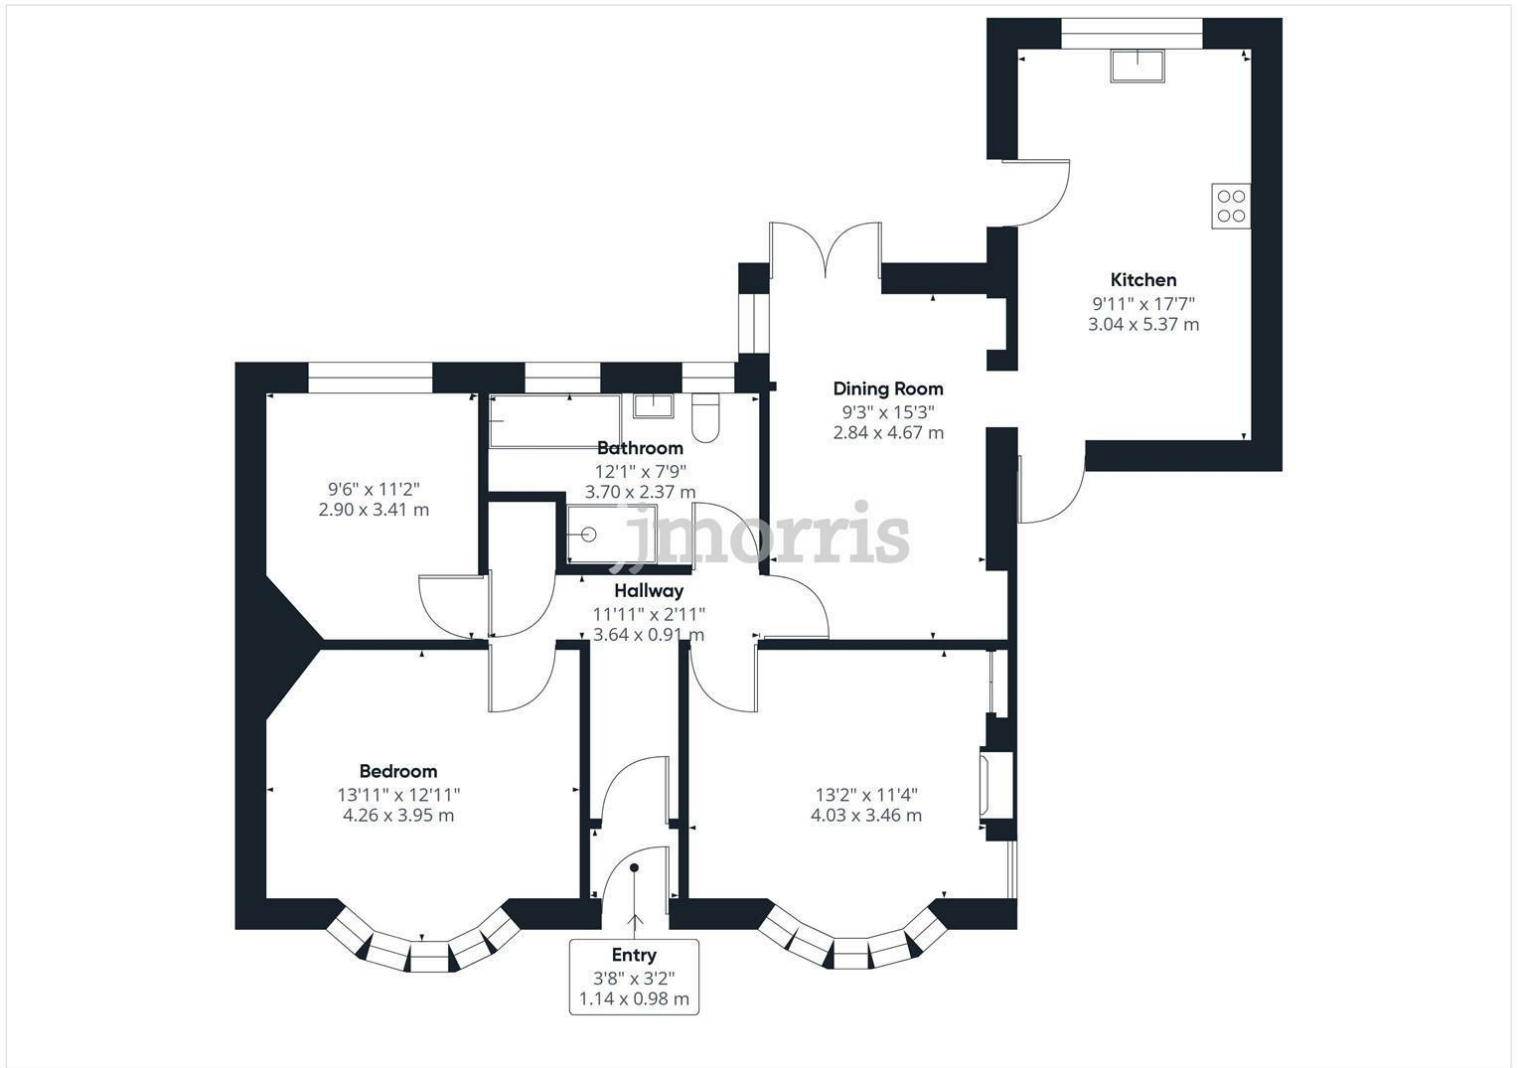 Kitchen
9'11" x 17'7"
3.04 x 5.37 m
Dining Room
9'3" x 15'3"
2.84 x 4.67 m
Bathroom
12'1" x 7'9"
3.70 x 2.37 m
9'6" x 11'2"
2.90 x 3.41 m
jjmorris
Hallway
11'11" x 2'11"
3.64 x 0.91 m
Bedroom
13'11" x 12'11"
4.26 x 3.95 m
13'2" x 11'4"
4.03 x 3.46 m
Entry
3'8" x 3'2"
1.14 x 0.98 m